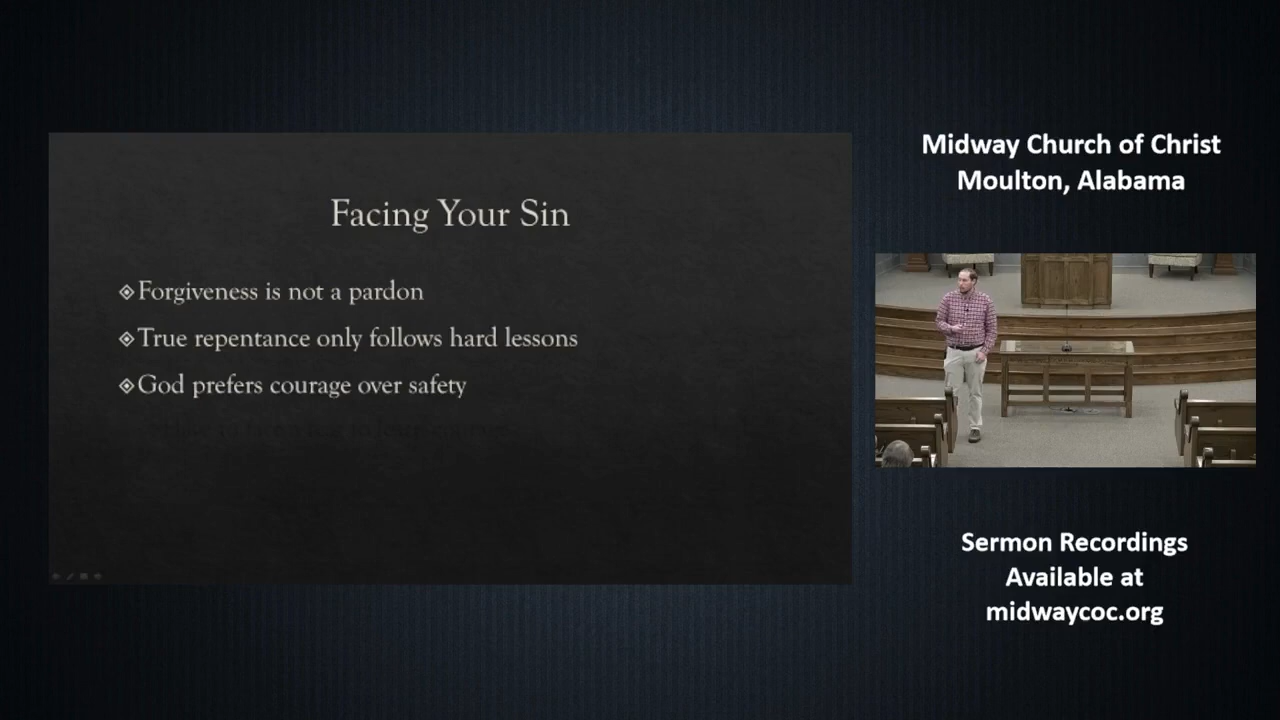 Facing Your Sin
Forgiveness is not a pardon
True repentance only follows hard lessons
God prefers courage over safety
Midway Church of Christ
Moulton, Alabama
Sermon Recordings
Available at
midwaycoc.org